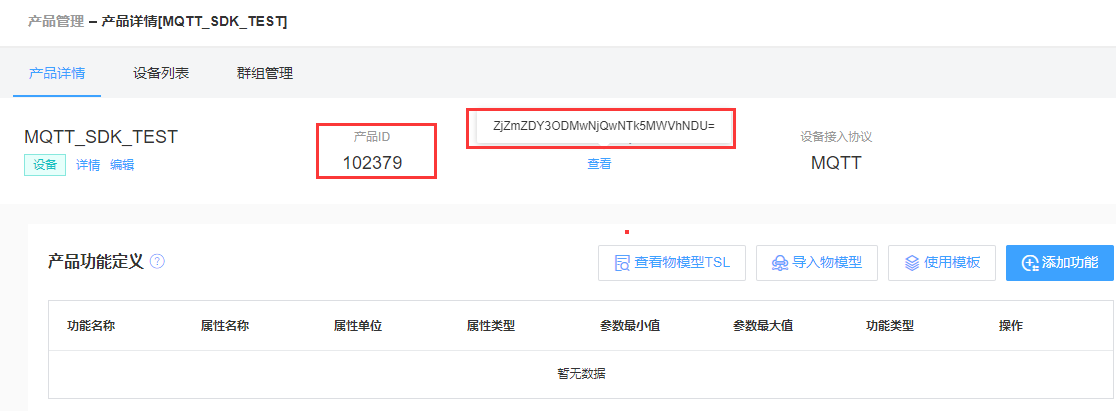 产品管理 – 产品详情[MQTT_SDK_TEST]
产品详情 设备列表 群组管理
MQTT_SDK_TEST
设备 详情 编辑
产品ID
102379
ZjZmZDY3ODMwNjQwNTk5MWVhNDU=
查看
设备接入协议
MQTT
产品功能定义 ?
查看物模型TSL 导入物模型 使用模板 添加功能
功能名称 属性名称 属性单位 属性类型 参数最小值 参数最大值 功能类型 操作
暂无数据